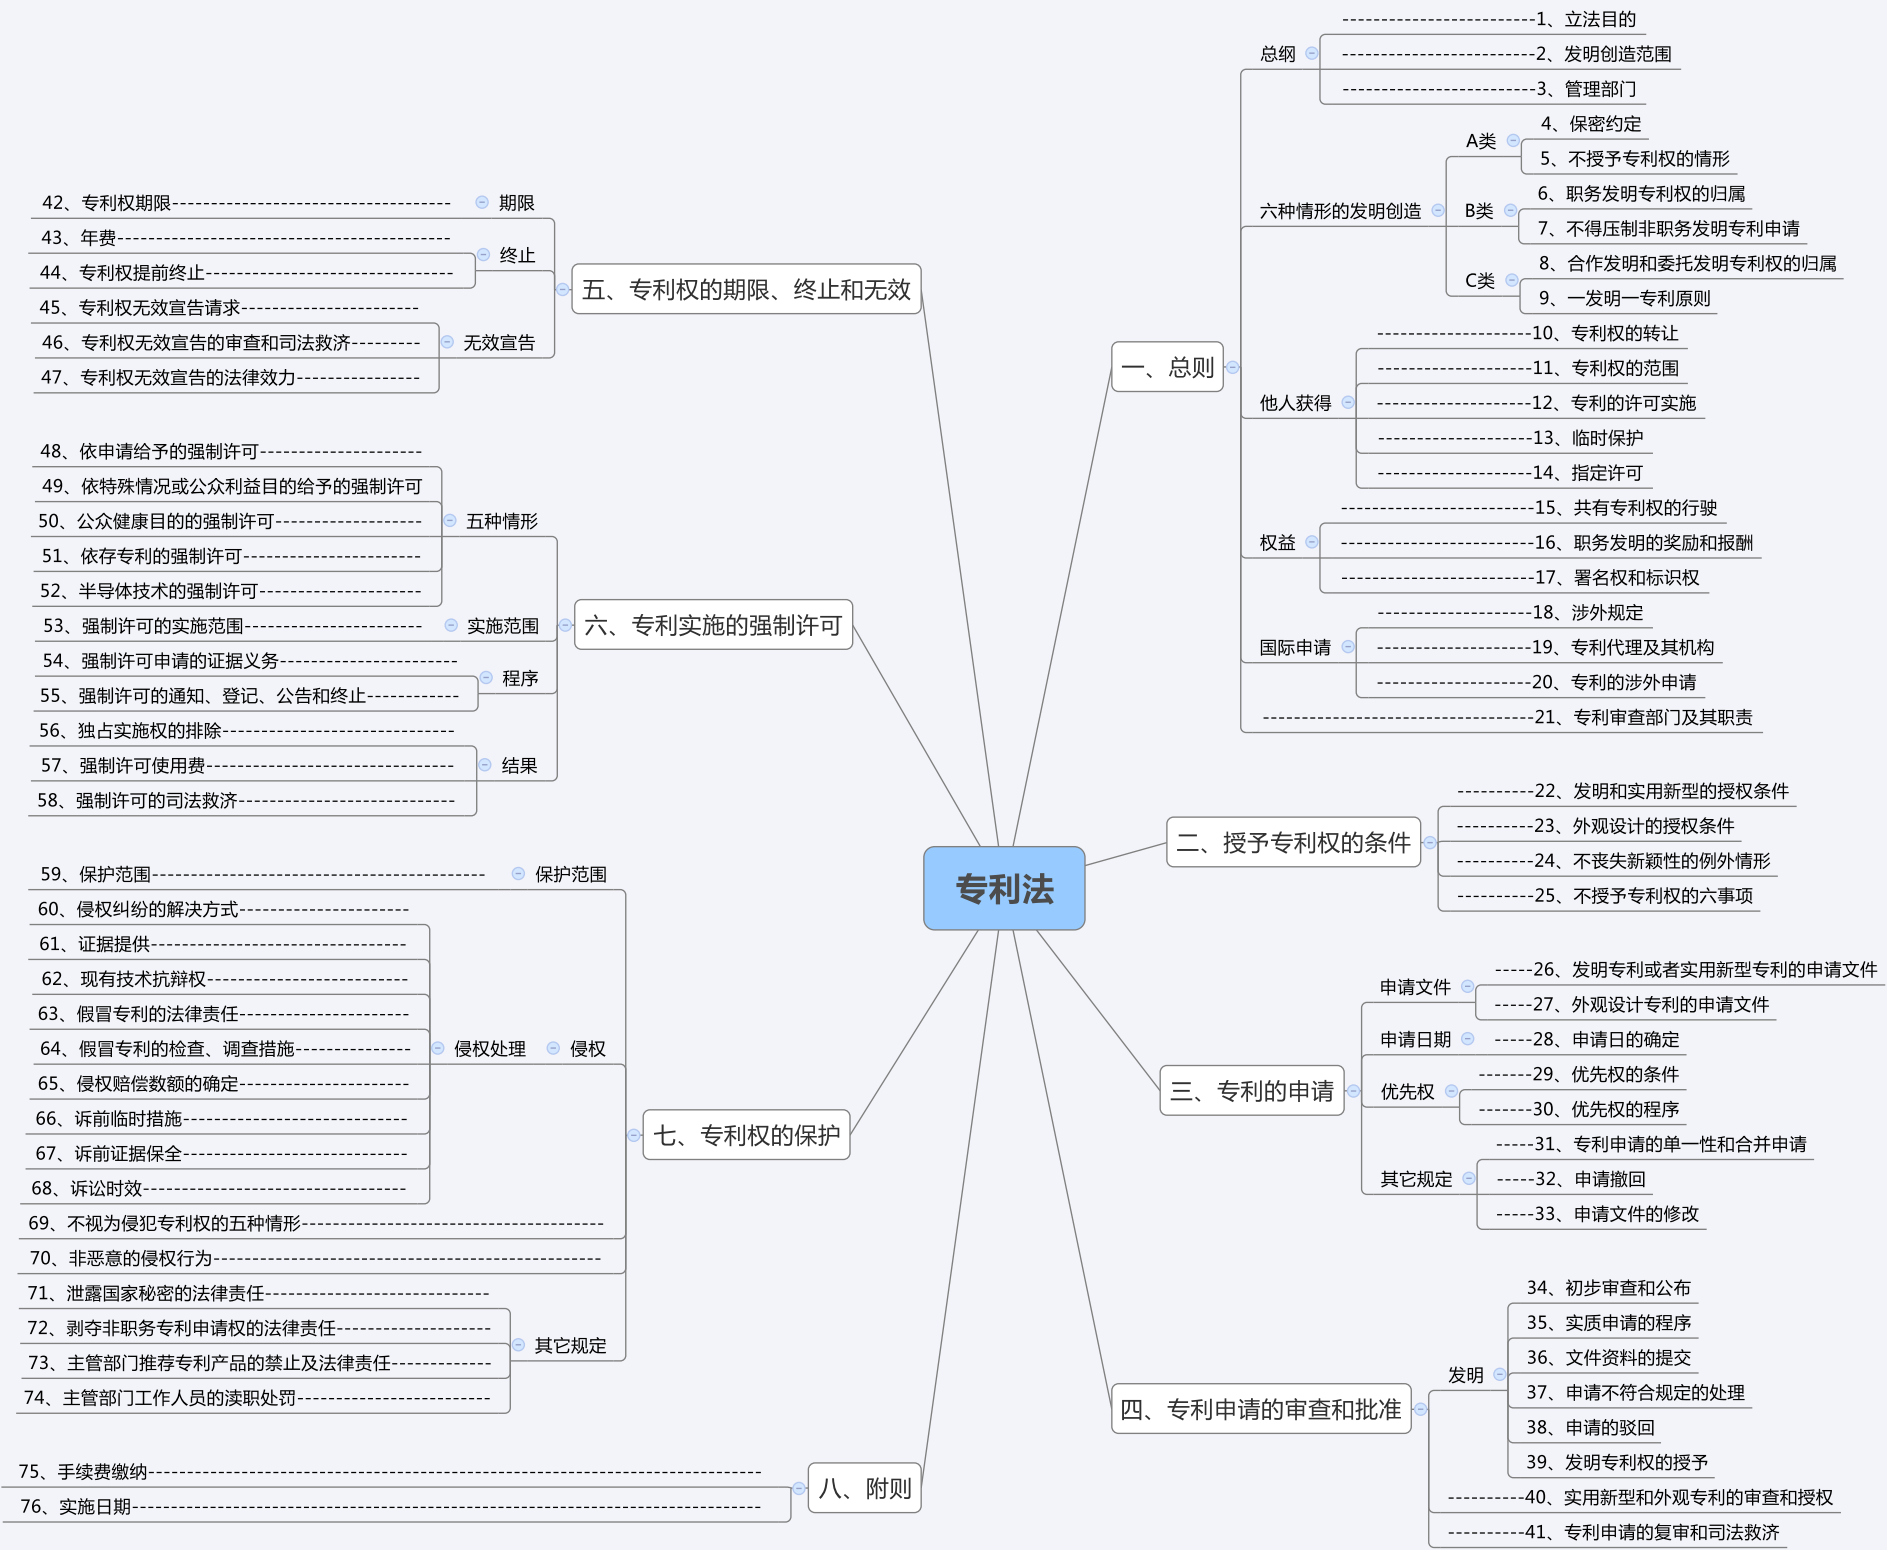 专利法
一、总则
总纲
------------------------1、立法目的
------------------------2、发明创造范围
------------------------3、管理部门
六种情形的发明创造
A类
4、保密约定
5、不授予专利权的情形
B类
6、职务发明专利权的归属
7、不得压制非职务发明专利申请
C类
8、合作发明和委托发明专利权的归属
9、一发明一专利原则
他人获得
-------------------10、专利权的转让
-------------------11、专利权的范围
-------------------12、专利的许可实施
-------------------13、临时保护
-------------------14、指定许可
权益
------------------------15、共有专利权的行驶
------------------------16、职务发明的奖励和报酬
------------------------17、署名权和标识权
国际申请
-------------------18、涉外规定
-------------------19、专利代理及其机构
-------------------20、专利的涉外申请
----------------------------------21、专利审查部门及其职责
二、授予专利权的条件
----------22、发明和实用新型的授权条件
----------23、外观设计的授权条件
----------24、不丧失新颖性的例外情形
----------25、不授予专利权的六事项
三、专利的申请
申请文件
-----26、发明专利或者实用新型专利的申请文件
-----27、外观设计专利的申请文件
申请日期
-----28、申请日的确定
优先权
-------29、优先权的条件
-------30、优先权的程序
其它规定
-----31、专利申请的单一性和合并申请
-----32、申请撤回
-----33、申请文件的修改
四、专利申请的审查和批准
发明
34、初步审查和公布
35、实质申请的程序
36、文件资料的提交
37、申请不符合规定的处理
38、申请的驳回
39、发明专利权的授予
----------40、实用新型和外观专利的审查和授权
----------41、专利申请的复审和司法救济
五、专利权的期限、终止和无效
期限
42、专利权期限------------------------------------
终止
43、年费-------------------------------------------
44、专利权提前终止--------------------------------
无效宣告
45、专利权无效宣告请求-----------------------
46、专利权无效宣告的审查和司法救济---------
47、专利权无效宣告的法律效力----------------
六、专利实施的强制许可
五种情形
48、依申请给予的强制许可---------------------
49、依特殊情况或公众利益目的给予的强制许可
50、公众健康目的的强制许可-------------------
51、依存专利的强制许可-----------------------
52、半导体技术的强制许可---------------------
实施范围
53、强制许可的实施范围-----------------------
程序
54、强制许可申请的证据义务-----------------------
55、强制许可的通知、登记、公告和终止------------
结果
56、独占实施权的排除------------------------------
57、强制许可使用费--------------------------------
58、强制许可的司法救济----------------------------
七、专利权的保护
保护范围
59、保护范围-------------------------------------------
侵权
侵权处理
60、侵权纠纷的解决方式----------------------
61、证据提供---------------------------------
62、现有技术抗辩权--------------------------
63、假冒专利的法律责任----------------------
64、假冒专利的检查、调查措施---------------
65、侵权赔偿数额的确定----------------------
66、诉前临时措施-----------------------------
67、诉前证据保全-----------------------------
68、诉讼时效----------------------------------
69、不视为侵犯专利权的五种情形---------------------------------------
70、非恶意的侵权行为--------------------------------------------------
其它规定
71、泄露国家秘密的法律责任-----------------------------
72、剥夺非职务专利申请权的法律责任--------------------
73、主管部门推荐专利产品的禁止及法律责任-------------
74、主管部门工作人员的渎职处罚-------------------------
八、附则
75、手续费缴纳-------------------------------------------------------------------------------
76、实施日期---------------------------------------------------------------------------------